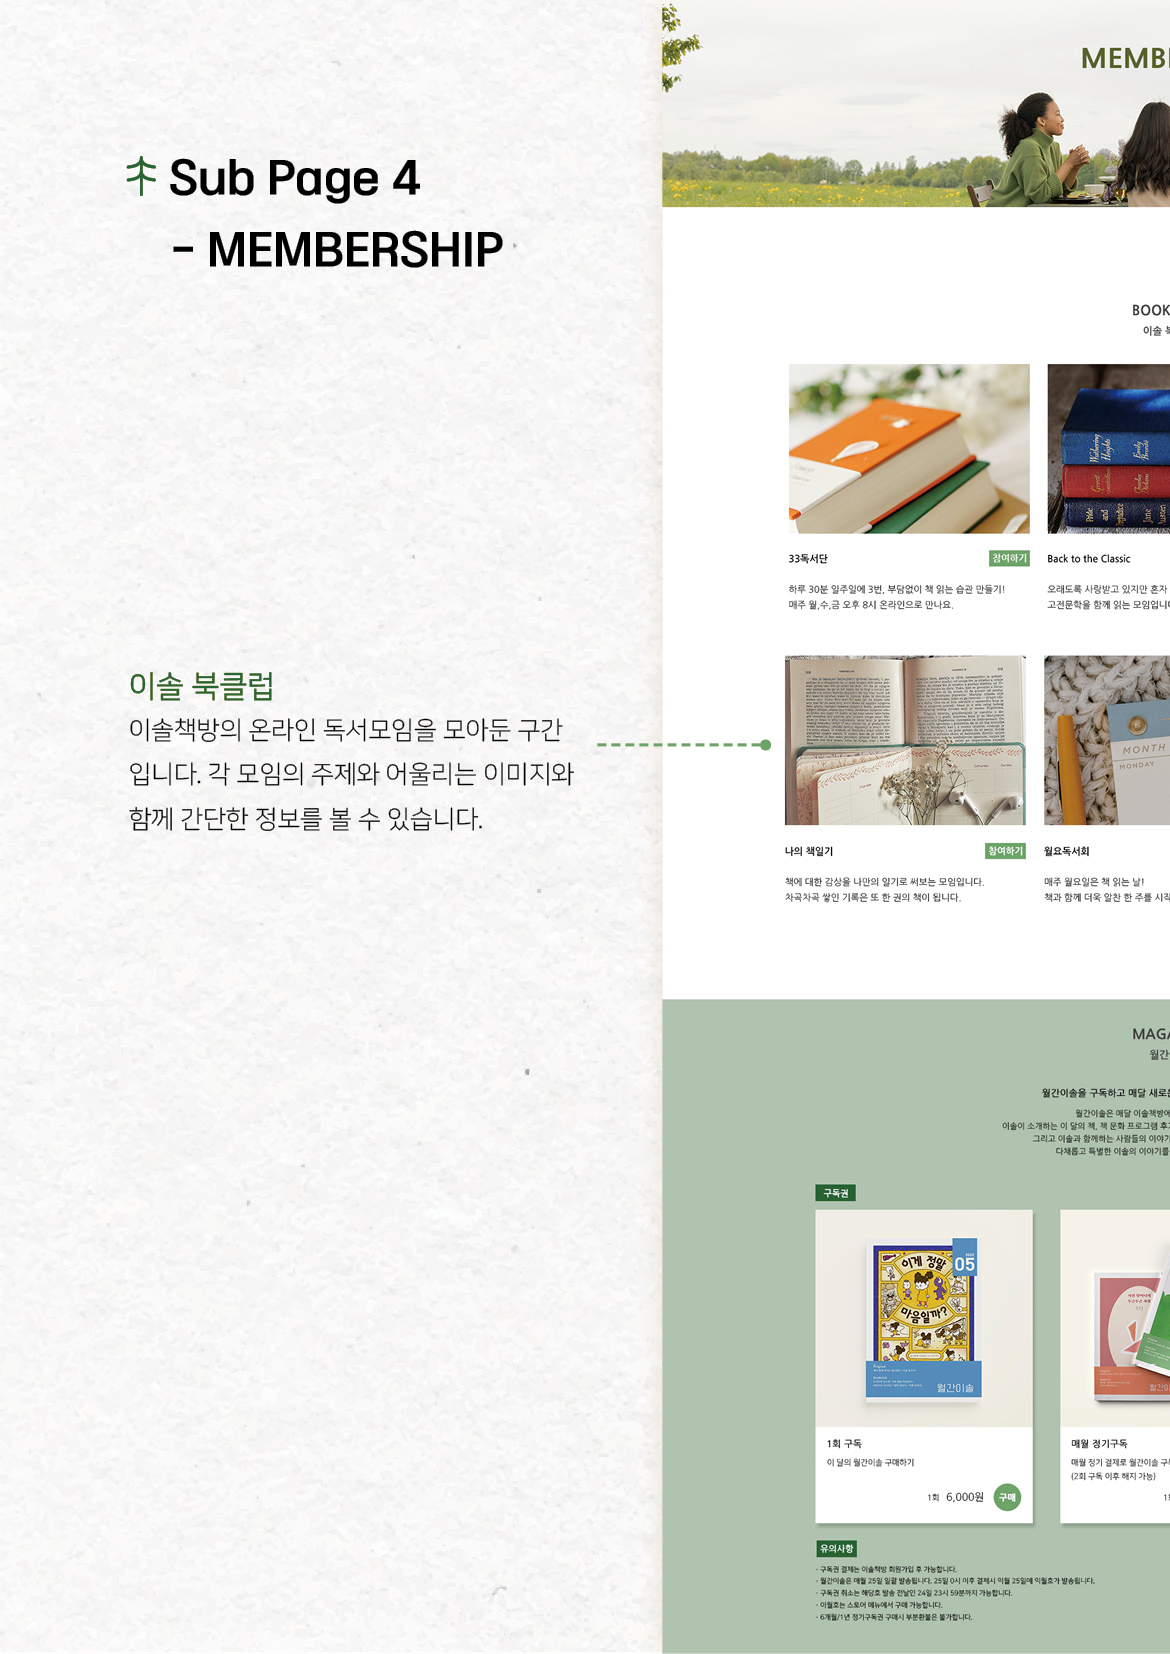 Sub Page 4
- MEMBERSHIP
이솔 북클럽
이솔책방의 온라인 독서모임을 모아둔 구간
입니다. 각 모임의 주제와 어울리는 이미지와
함께 간단한 정보를 볼 수 있습니다.
MEMB
BOOK
이솔
Wuthering Heights Emily Brontë
Pride and Prejudice Jane Austen
33독서단
참여하기
하루 30분 일주일에 3번, 부담없이 책 읽는 습관 만들기!
매주 월,수,금 오후 8시 온라인으로 만나요.
Back to the Classic
오래도록 사랑받고 있지만 혼자
고전문학을 함께 읽는 모임입니
MONTH
MONDAY
나의 책일기
참여하기
책에 대한 감상을 나만의 일기로 써보는 모임입니다.
차곡차곡 쌓인 기록은 또 한 권의 책이 됩니다.
월요독서회
매주 월요일은 책 읽는 날!
책과 함께 더욱 알찬 한 주를 시작
MAGA
월간
월간이솔을 구독하고 매달 새로운
월간이솔은 매달 이솔책방에
이솔이 소개하는 이 달의 책, 책 문화 프로그램 후
그리고 이솔과 함께하는 사람들의 이야기
다채롭고 특별한 이솔의 이야기를
구독권
05
이게 정말
마음일까?
월간이솔
월간이
1회 구독
이 달의 월간이솔 구매하기
1회 6,000원 구매
매월 정기구독
매월 정기 결제로 월간이솔 구
(2회 구독 이후 해지 가능)
유의사항
· 구독권 결제는 이솔책방 회원가입 후 가능합니다.
· 월간이솔은 매월 25일 일괄 발송됩니다. 25일 0시 이후 결제시 익월 25일에 익월호가 발송됩니다.
· 구독권 취소는 해당호 발송 전날인 24일 23시 59분까지 가능합니다.
· 이월호는 스토어 메뉴에서 구매 가능합니다.
· 6개월/1년 정기구독권 구매시 부분환불은 불가합니다.